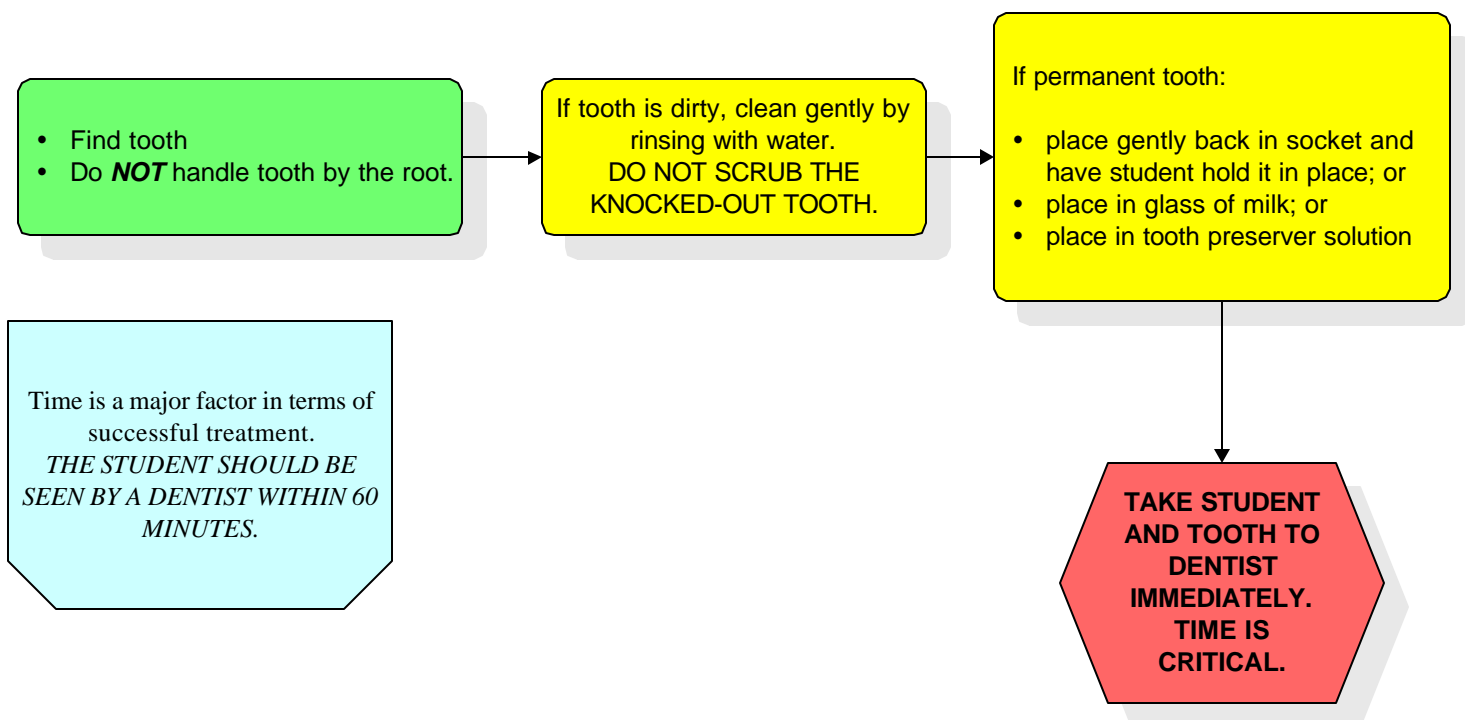 • Find tooth
• Do NOT handle tooth by the root.
If tooth is dirty, clean gently by
rinsing with water.
DO NOT SCRUB THE
KNOCKED-OUT TOOTH.
If permanent tooth:
• place gently back in socket and
have student hold it in place; or
• place in glass of milk; or
• place in tooth preserver solution
Time is a major factor in terms of
successful treatment.
THE STUDENT SHOULD BE
SEEN BY A DENTIST WITHIN 60
MINUTES.
TAKE STUDENT
AND TOOTH TO
DENTIST
IMMEDIATELY.
TIME IS
CRITICAL.